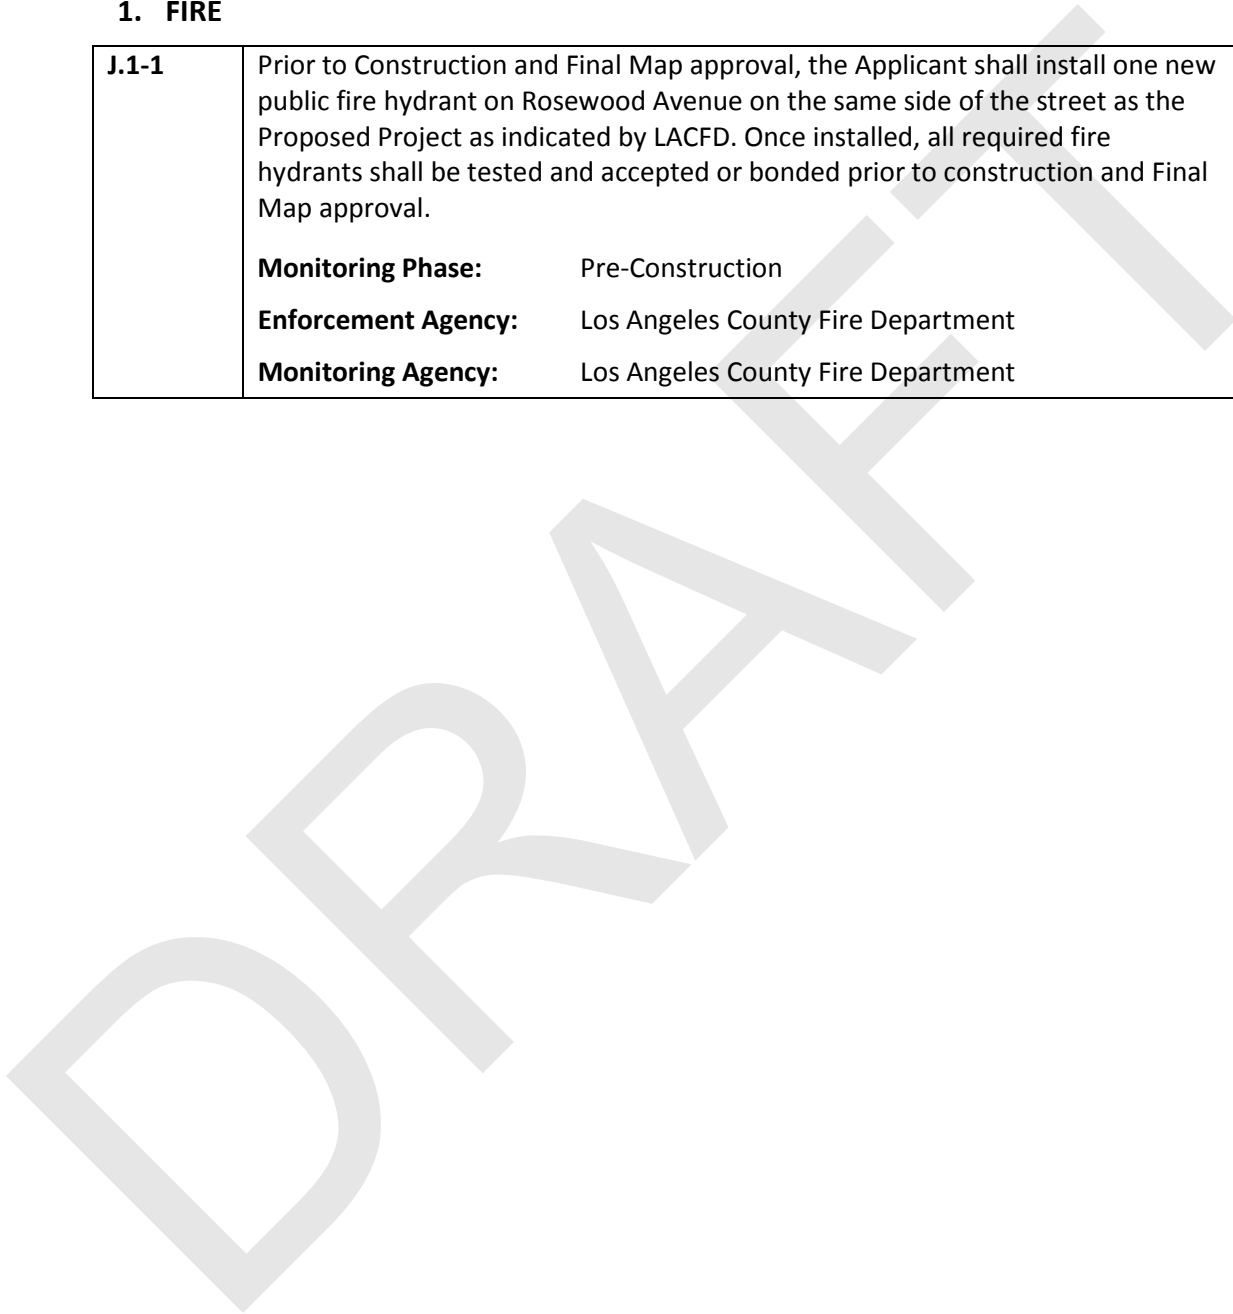 1. FIRE
J.1-1
Prior to Construction and Final Map approval, the Applicant shall install one new
public fire hydrant on Rosewood Avenue on the same side of the street as the
Proposed Project as indicated by LACFD. Once installed, all required fire
hydrants shall be tested and accepted or bonded prior to construction and Final
Map approval.
Monitoring Phase: Pre-Construction
Enforcement Agency: Los Angeles County Fire Department
Monitoring Agency: Los Angeles County Fire Department
DRAFT